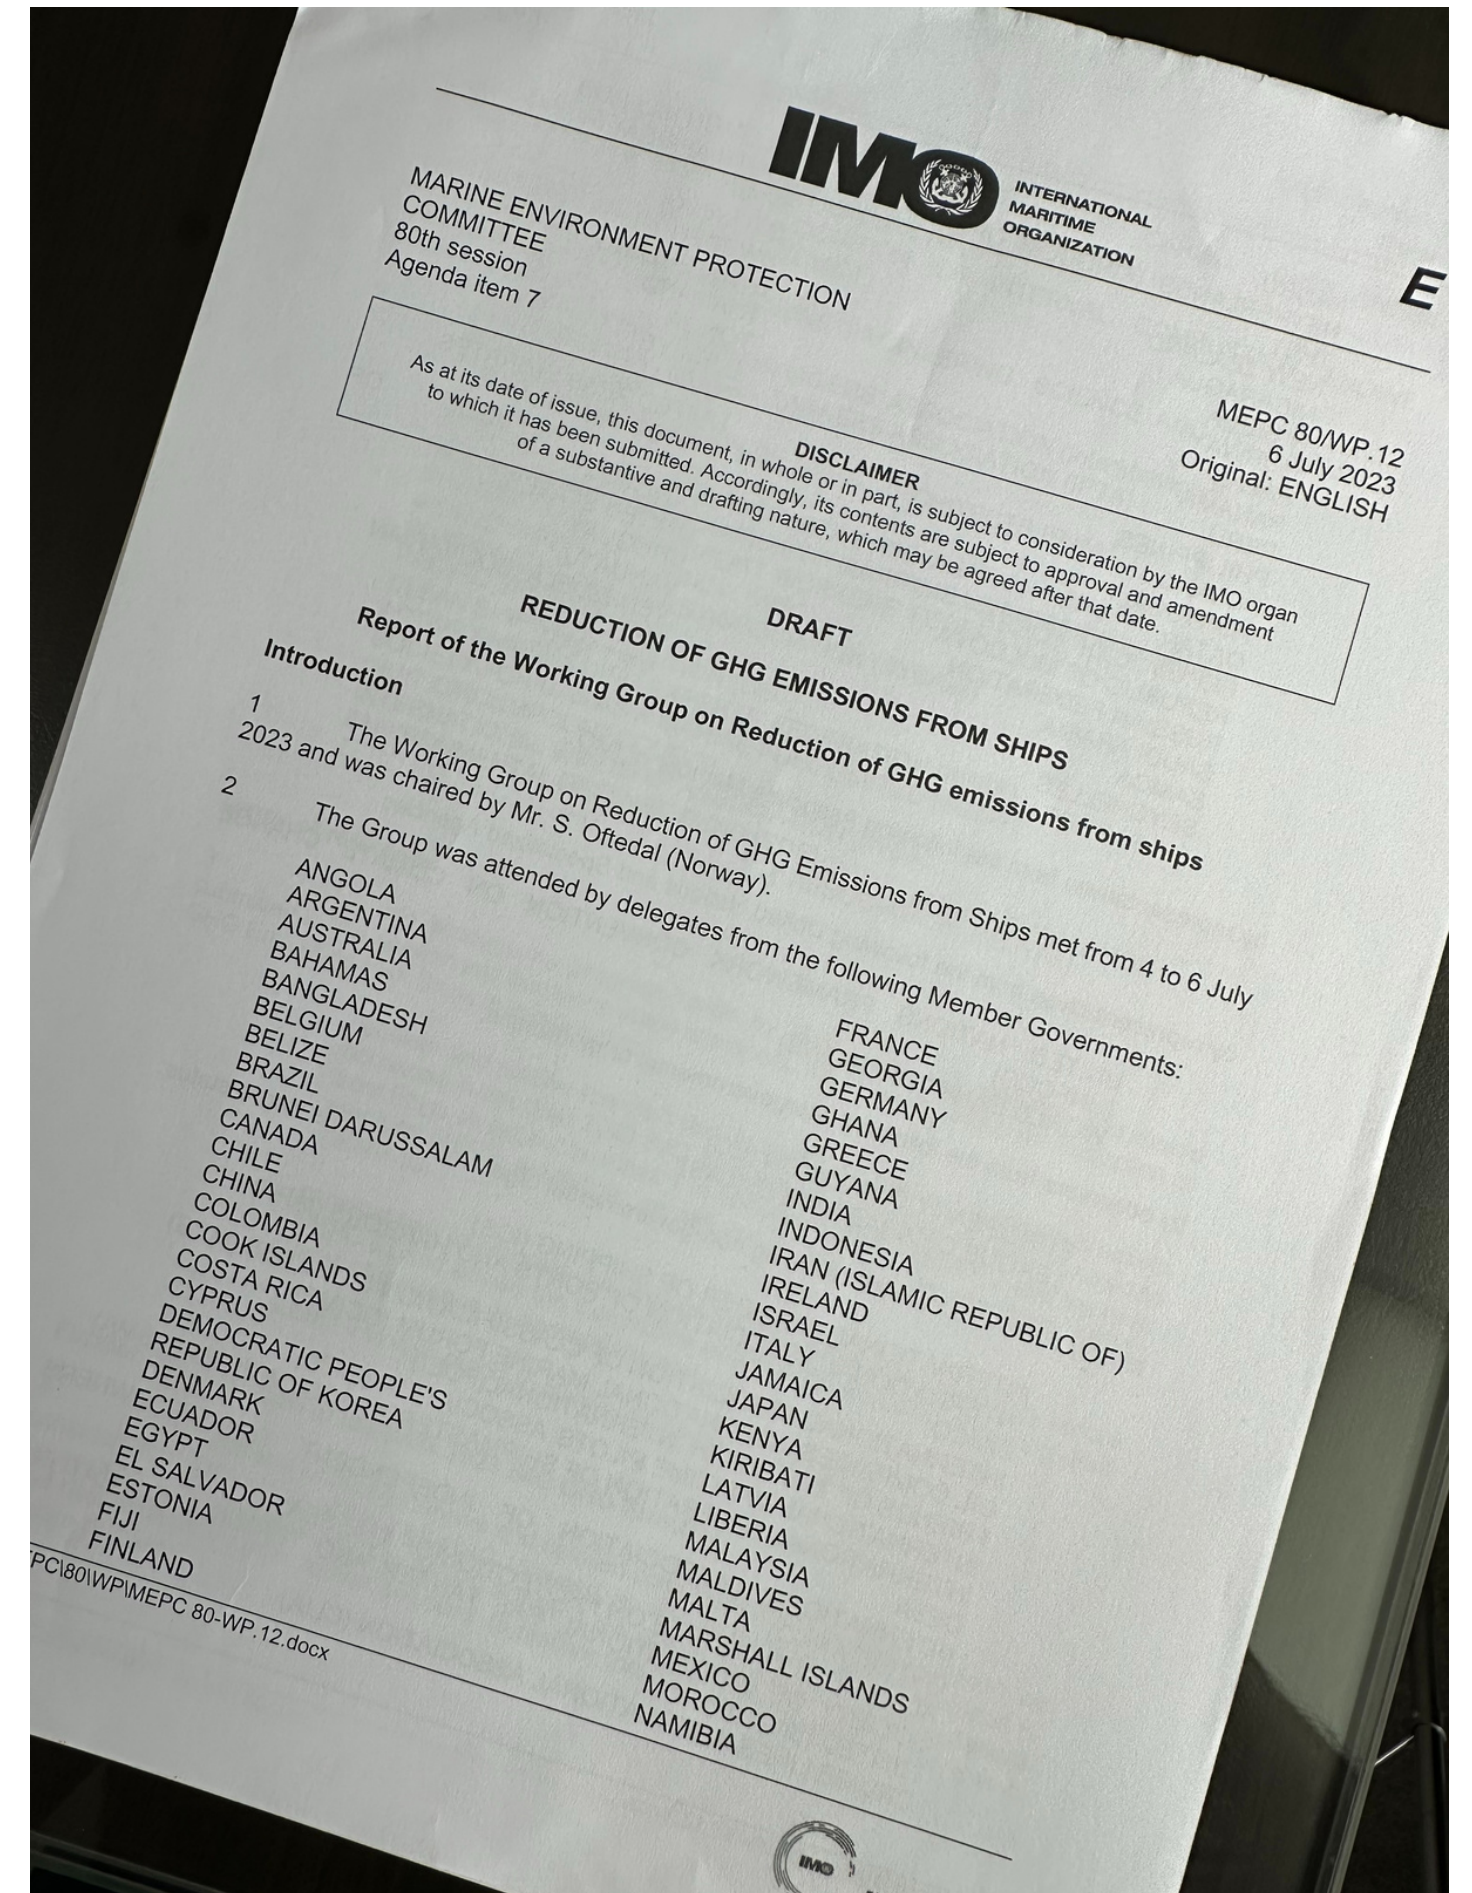 IMO
INTERNATIONAL
MARITIME
ORGANIZATION
E
MARINE ENVIRONMENT PROTECTION
COMMITTEE
80th session
Agenda item 7
MEPC 80/WP.12
6 July 2023
Original: ENGLISH
DISCLAIMER
As at its date of issue, this document, in whole or in part, is subject to consideration by the IMO organ
to which it has been submitted. Accordingly, its contents are subject to approval and amendment
of a substantive and drafting nature, which may be agreed after that date.
DRAFT
REDUCTION OF GHG EMISSIONS FROM SHIPS
Report of the Working Group on Reduction of GHG emissions from ships
Introduction
1 The Working Group on Reduction of GHG Emissions from Ships met from 4 to 6 July
2023 and was chaired by Mr. S. Oftedal (Norway).
2 The Group was attended by delegates from the following Member Governments:
ANGOLA
ARGENTINA
AUSTRALIA
BAHAMAS
BANGLADESH
BELGIUM
BELIZE
BRAZIL
BRUNEI DARUSSALAM
CANADA
CHILE
CHINA
COLOMBIA
COOK ISLANDS
COSTA RICA
CYPRUS
DEMOCRATIC PEOPLE'S
REPUBLIC OF KOREA
DENMARK
ECUADOR
EGYPT
EL SALVADOR
ESTONIA
FIJI
FINLAND
FRANCE
GEORGIA
GERMANY
GHANA
GREECE
GUYANA
INDIA
INDONESIA
IRAN (ISLAMIC REPUBLIC OF)
IRELAND
ISRAEL
ITALY
JAMAICA
JAPAN
KENYA
KIRIBATI
LATVIA
LIBERIA
MALAYSIA
MALDIVES
MALTA
MARSHALL ISLANDS
MEXICO
MOROCCO
NAMIBIA
PC\80\WP\MEPC 80-WP.12.docx
IMO